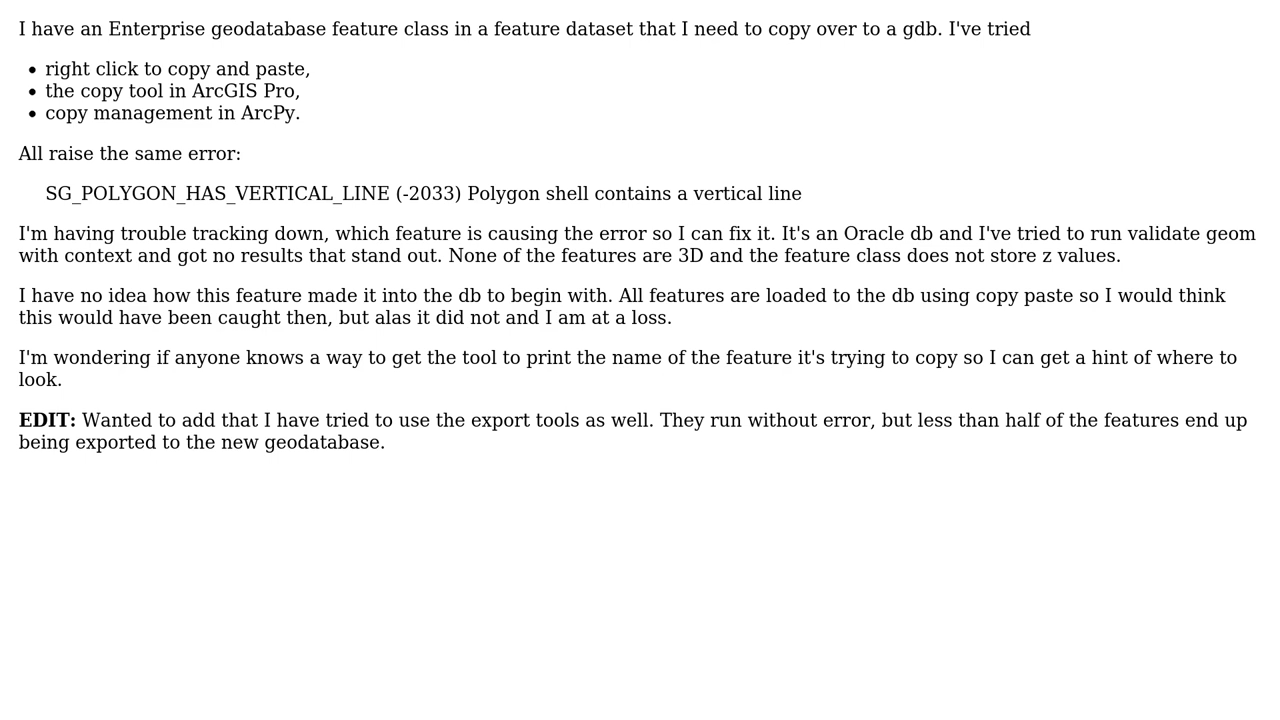 I have an Enterprise geodatabase feature class in a feature dataset that I need to copy over to a gdb. I've tried
• right click to copy and paste,
• the copy tool in ArcGIS Pro,
• copy management in ArcPy.
All raise the same error:
SG_POLYGON_HAS_VERTICAL_LINE (-2033) Polygon shell contains a vertical line
I'm having trouble tracking down, which feature is causing the error so I can fix it. It's an Oracle db and I've tried to run validate geom
with context and got no results that stand out. None of the features are 3D and the feature class does not store z values.
I have no idea how this feature made it into the db to begin with. All features are loaded to the db using copy paste so I would think
this would have been caught then, but alas it did not and I am at a loss.
I'm wondering if anyone knows a way to get the tool to print the name of the feature it's trying to copy so I can get a hint of where to
look.
EDIT: Wanted to add that I have tried to use the export tools as well. They run without error, but less than half of the features end up
being exported to the new geodatabase.